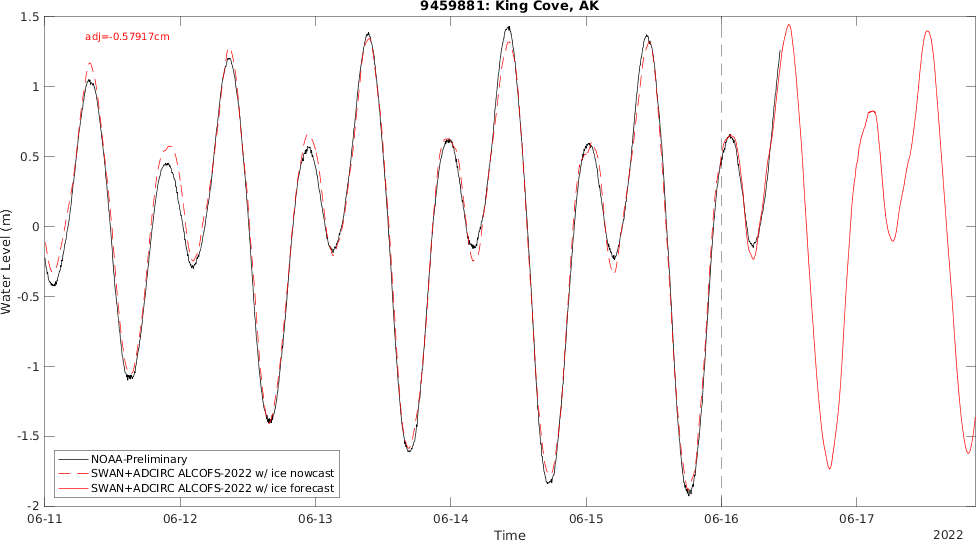 9459881: King Cove, AK
adj=-0.57917cm
1.5
1
0.5
0
-0.5
-1
-1.5
-2
Water Level (m)
NOAA-Preliminary
SWAN+ADCIRC ALCOFS-2022 w/ ice nowcast
SWAN+ADCIRC ALCOFS-2022 w/ ice forecast
06-11 06-12 06-13 06-14 06-15 06-16 06-17
Time
2022